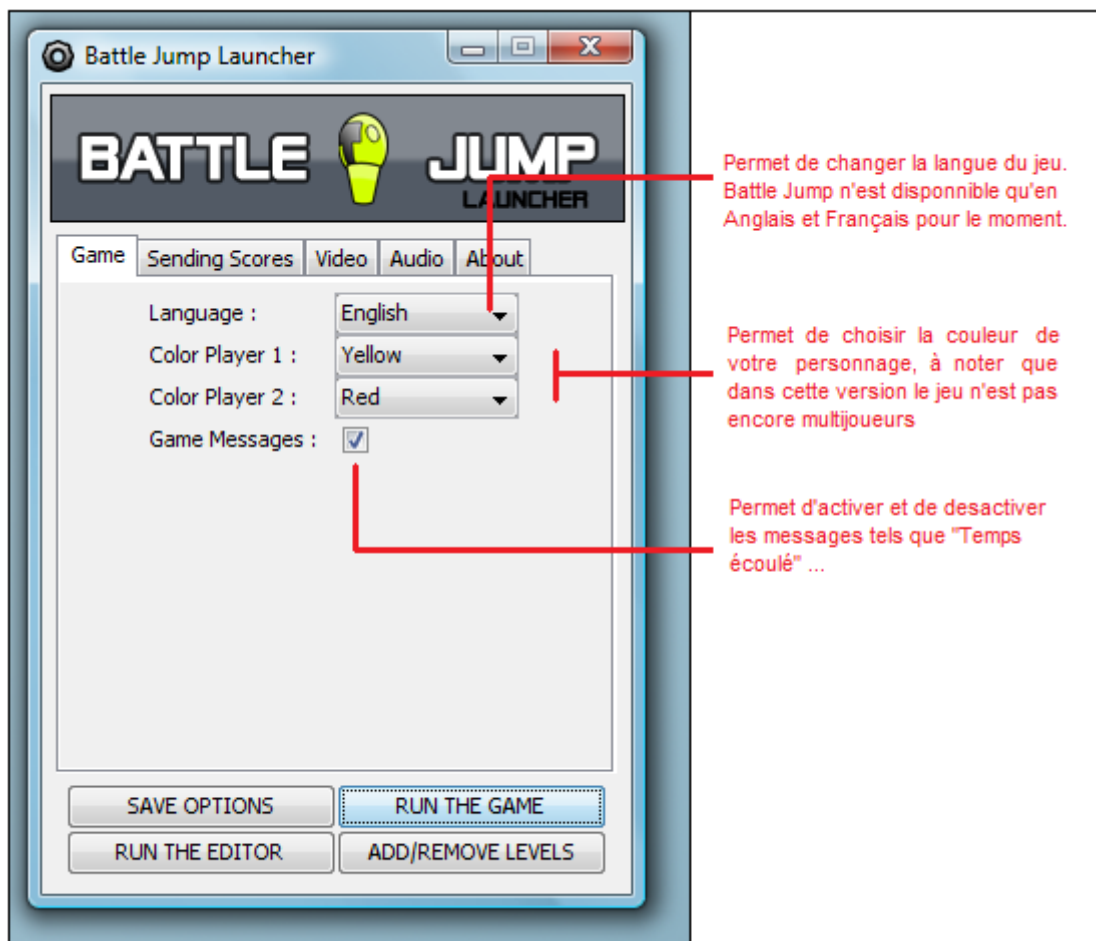 Battle Jump Launcher
BATTLE JUMP
LAUNCHER
Game Sending Scores Video Audio About
Language : English
Color Player 1 : Yellow
Color Player 2 : Red
Game Messages :
SAVE OPTIONS RUN THE GAME
RUN THE EDITOR ADD/REMOVE LEVELS
Permet de changer la langue du jeu.
Battle Jump n'est disponnible qu'en
Anglais et Français pour le moment.
Permet de choisir la couleur de
votre personnage, à noter que
dans cette version le jeu n'est pas
encore multijoueurs
Permet d'activer et de desactiver
les messages tels que "Temps
écoulé" ...